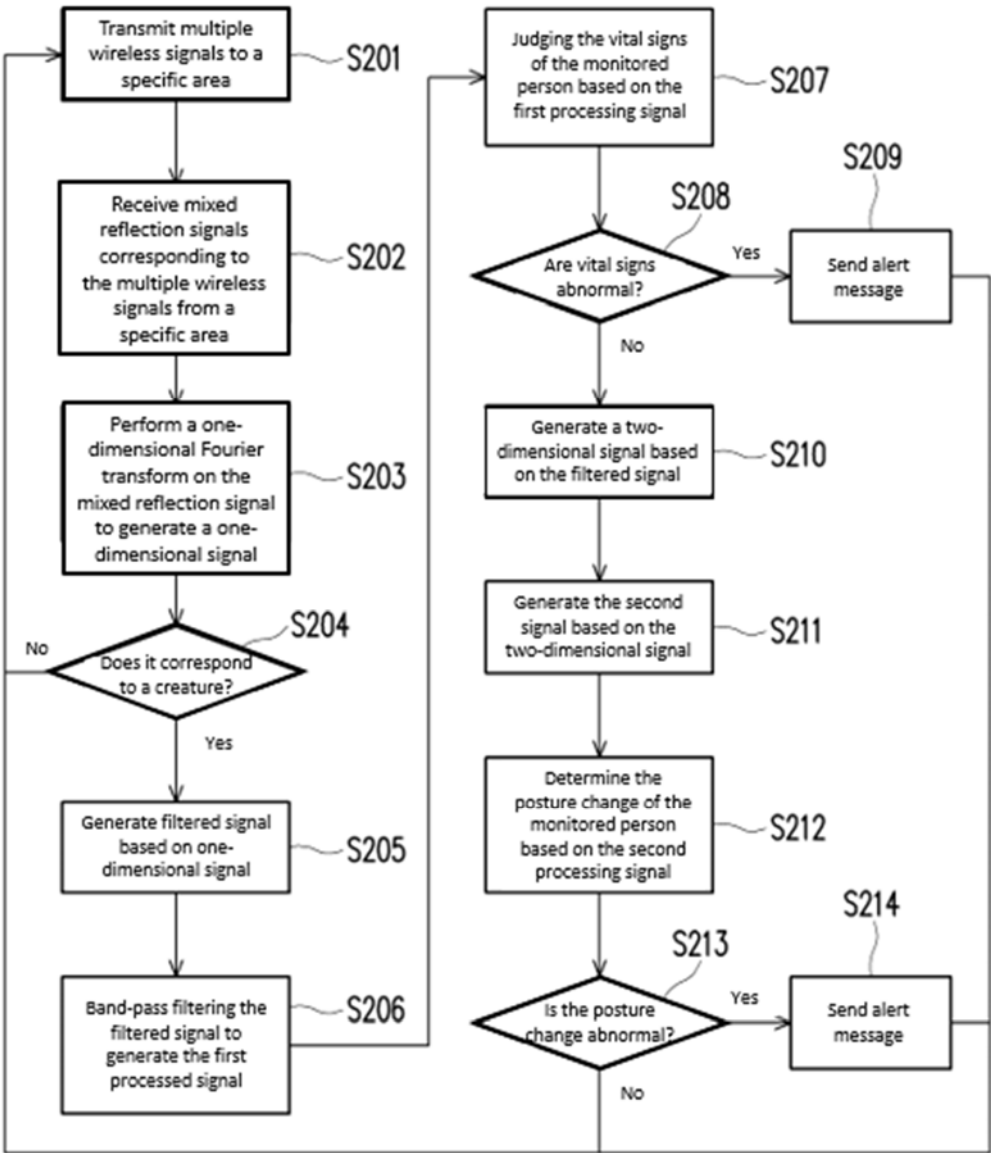 Transmit multiple
wireless signals to a
specific area
S201
Receive mixed
reflection signals
corresponding to
the multiple wireless
signals from a
specific area
S202
Perform a one-
dimensional Fourier
transform on the
mixed reflection signal
to generate a one-
dimensional signal
S203
S204
No
Does it correspond
to a creature?
Yes
Generate filtered signal
based on one-
dimensional signal
S205
Band-pass filtering the
filtered signal to
generate the first
processed signal
S206
Judging the vital signs
of the monitored
person based on the
first processing signal
S207
S208
Are vital signs
abnormal?
Yes
S209
Send alert
message
No
Generate a two-
dimensional signal based
on the filtered signal
S210
Generate the second
signal based on the
two-dimensional signal
S211
Determine the
posture change of the
monitored person
based on the second
processing signal
S212
S213
Is the posture
change abnormal?
Yes
S214
Send alert
message
No